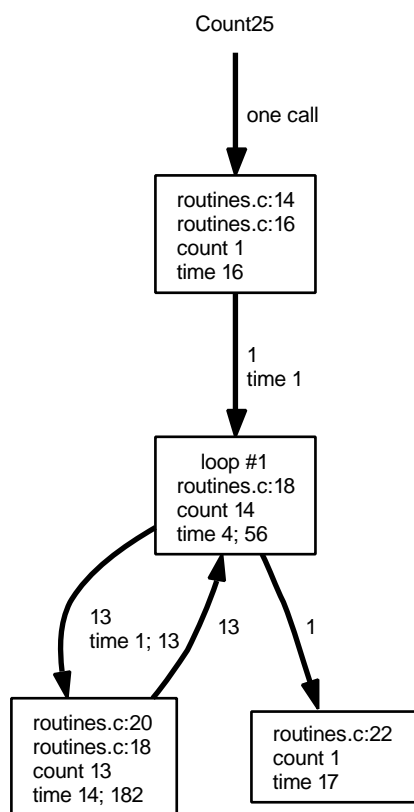 Count25
one call
routines.c:14
routines.c:16
count 1
time 16
1
time 1
loop #1
routines.c:18
count 14
time 4; 56
13
time 1; 13
13
1
routines.c:20
routines.c:18
count 13
time 14; 182
routines.c:22
count 1
time 17